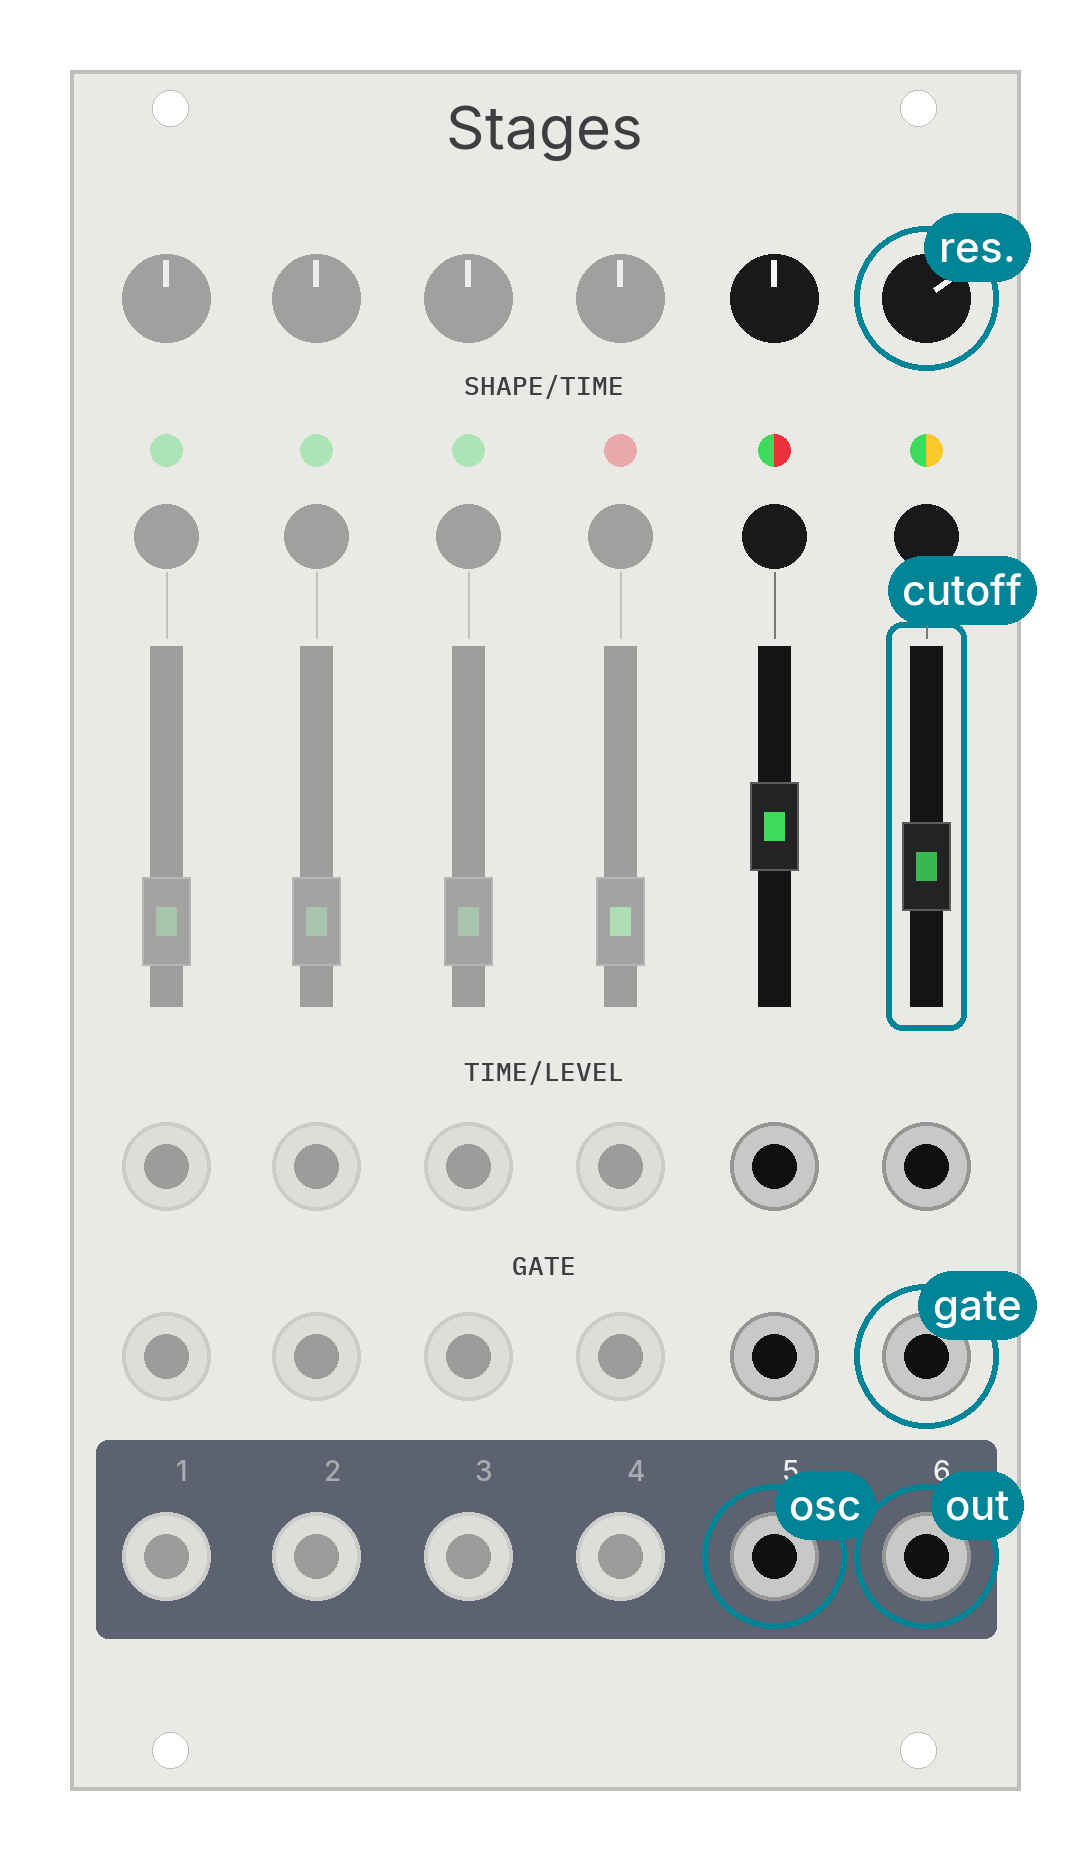 Stages
res.
SHAPE/TIME
cutoff
TIME/LEVEL
GATE
gate
1 2 3 4 5 6
osc out